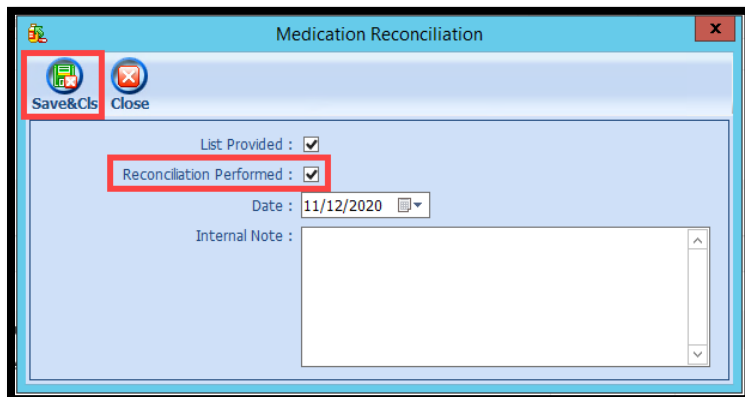 Medication Reconciliation
x
Save&Cls Close
List Provided :
Reconciliation Performed :
Date : 11/12/2020
Internal Note :